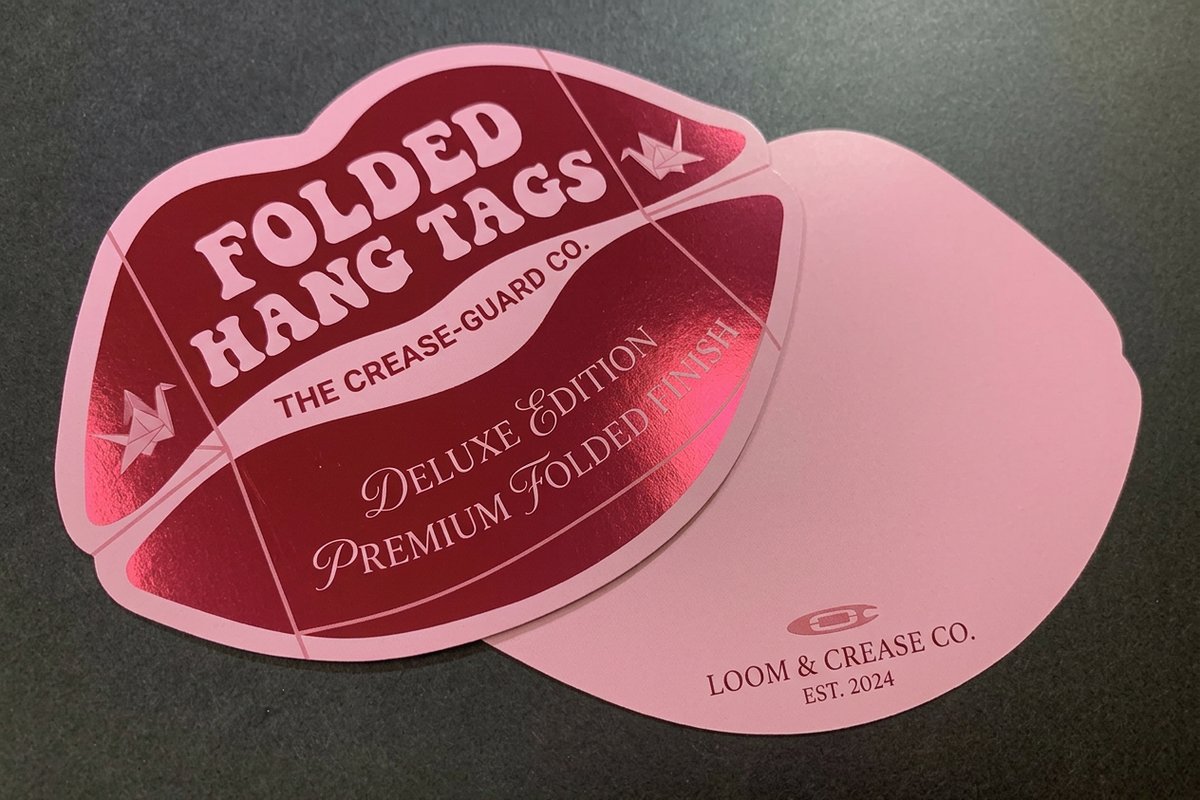 FOLDED
HANG TAGS
THE CREASE-GUARD CO.
DELUXE EDITION
PREMIUM FOLDED FINISH
LOOM & CREASE CO.
EST. 2024